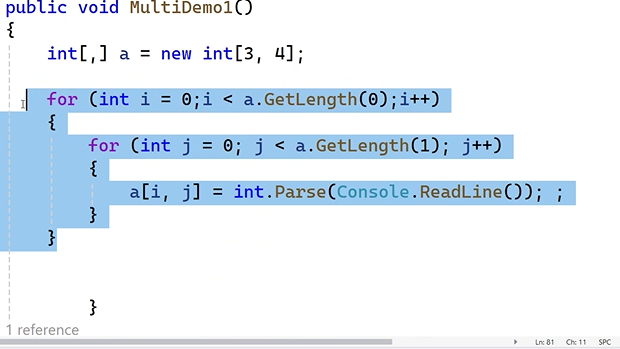 public void MultiDemo1()
{
int[,] a = new int[3, 4];
for (int i = 0;i < a.GetLength(0);i++)
{
for (int j = 0; j < a.GetLength(1); j++)
{
a[i, j] = int.Parse(Console.ReadLine()); ;
}
}
}
1 reference
Ln: 81 Ch: 11 SPC